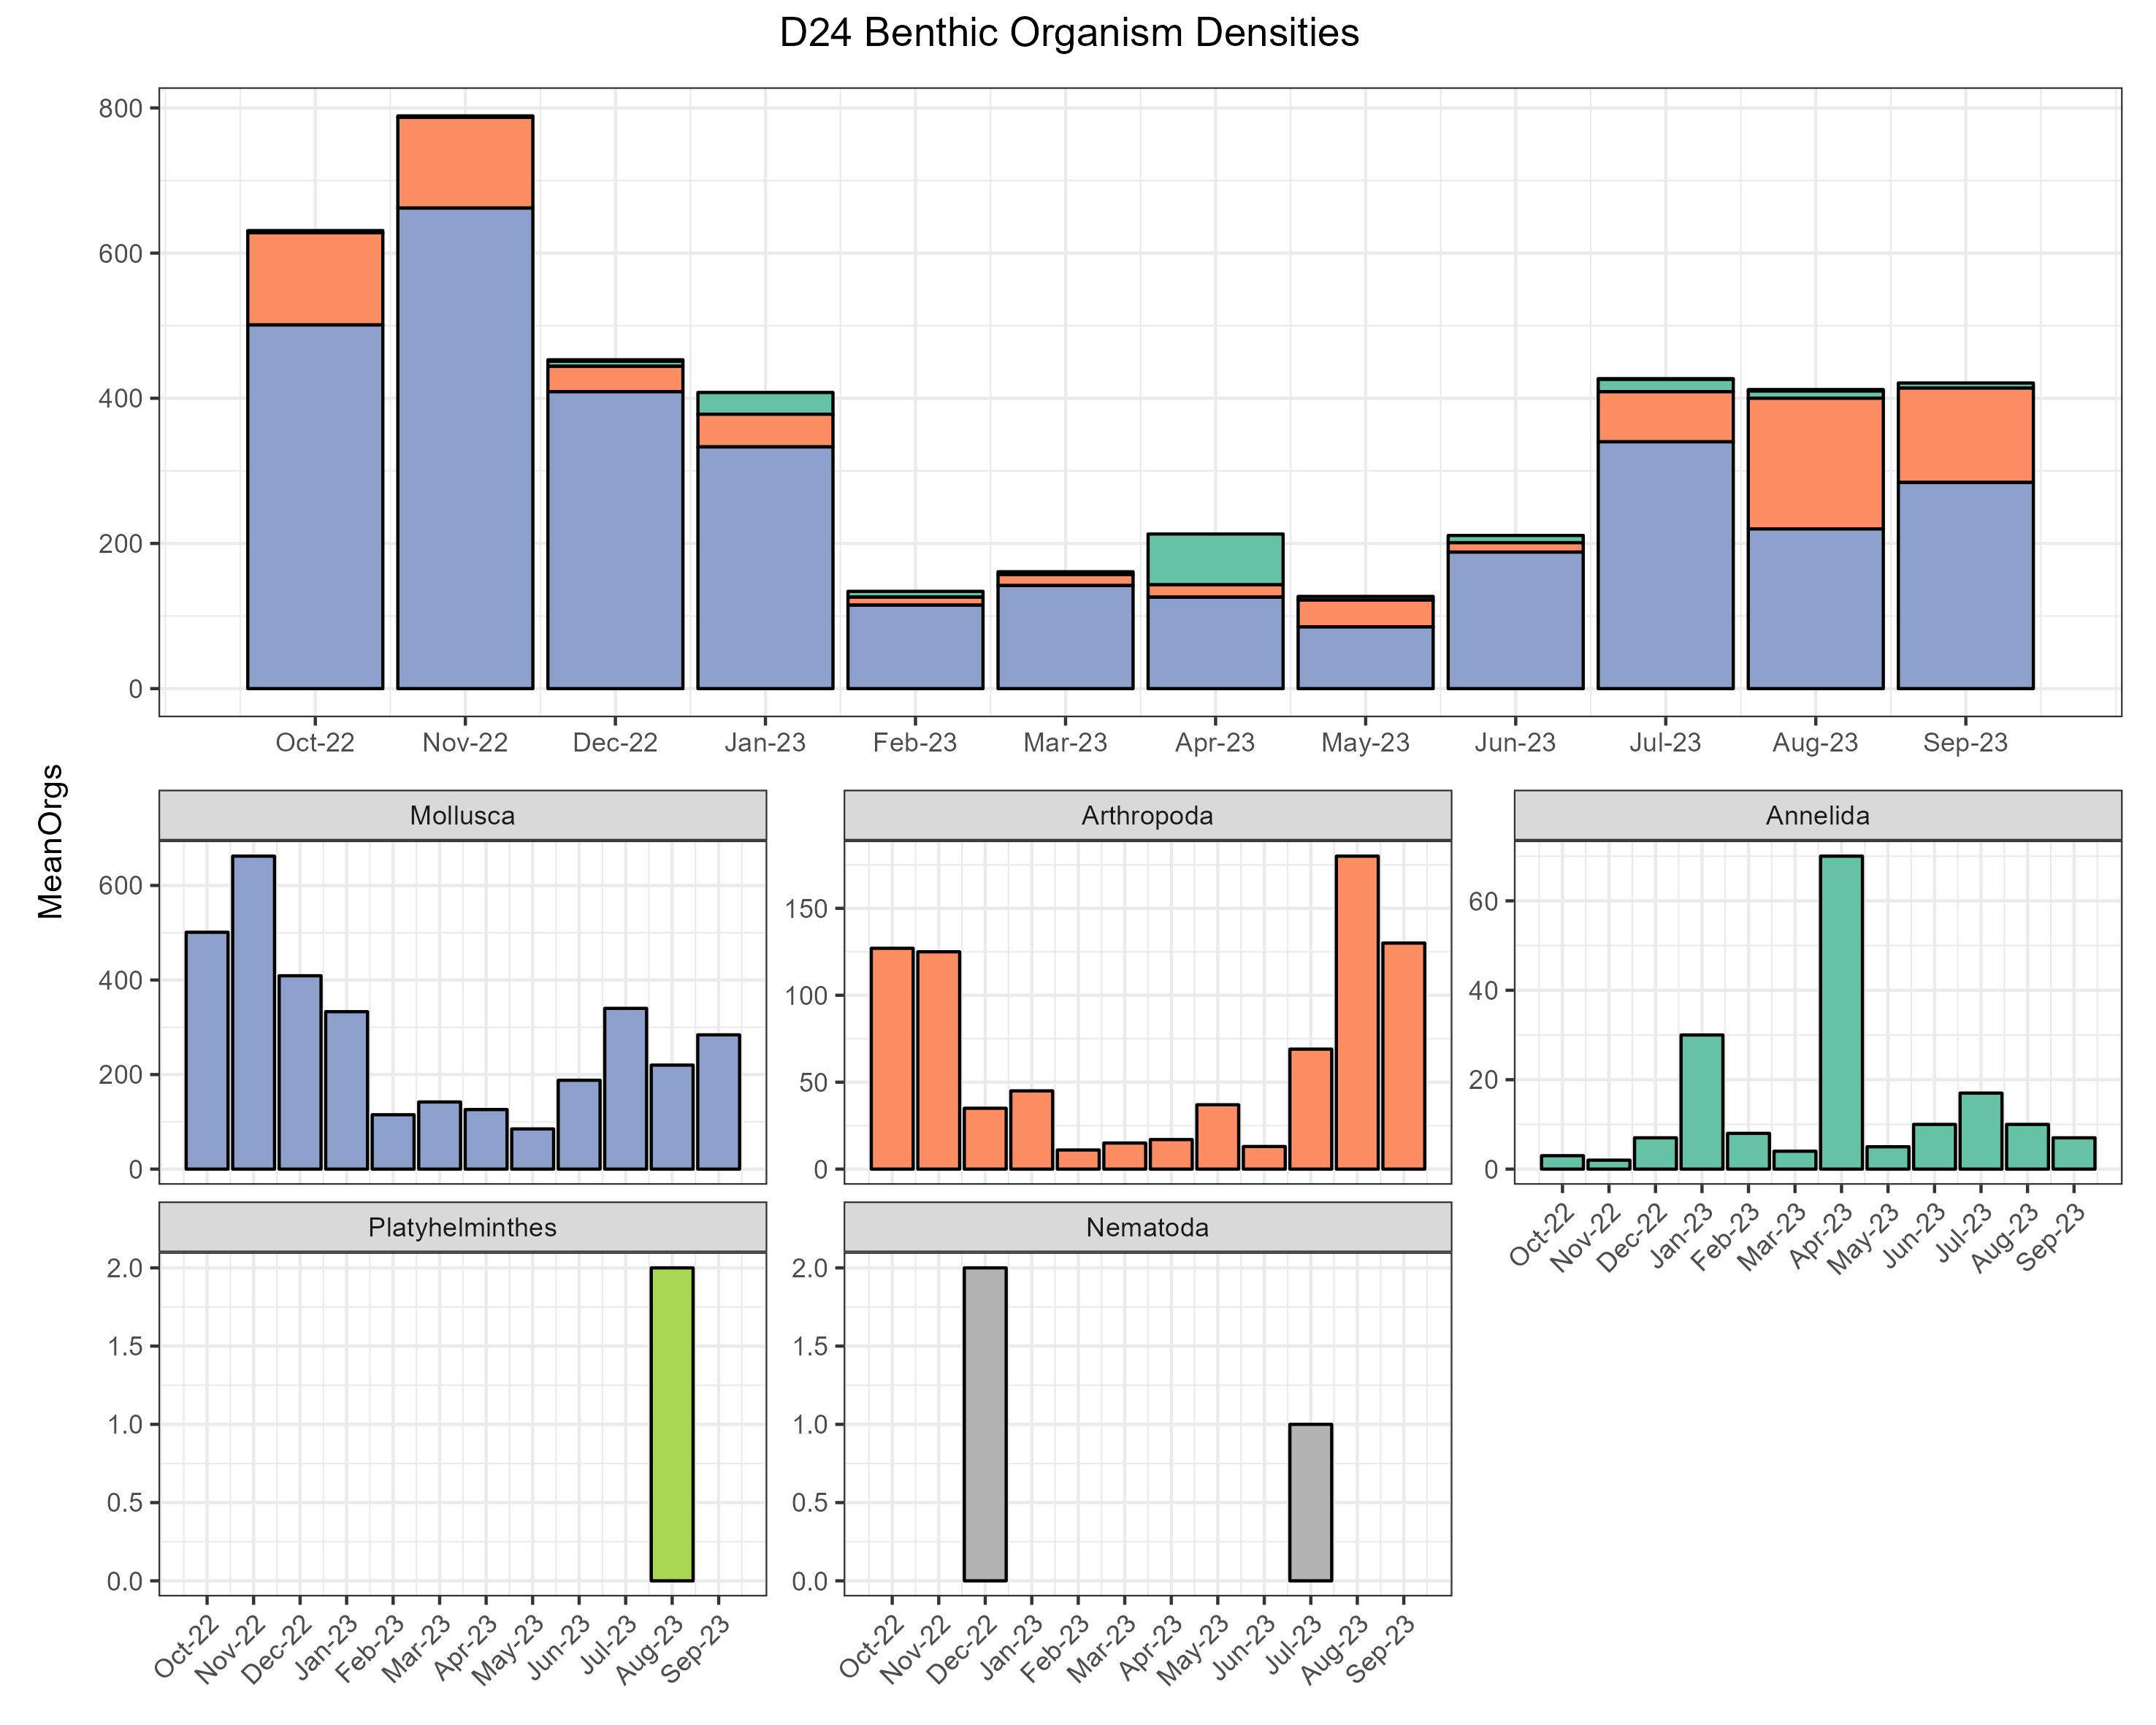 D24 Benthic Organism Densities
800
600
400
200
0
Oct-22 Nov-22 Dec-22 Jan-23 Feb-23 Mar-23 Apr-23 May-23 Jun-23 Jul-23 Aug-23 Sep-23
MeanOrgs
Mollusca
600
400
200
0
Arthropoda
150
100
50
0
Annelida
60
40
20
0
Oct-22 Nov-22 Dec-22 Jan-23 Feb-23 Mar-23 Apr-23 May-23 Jun-23 Jul-23 Aug-23 Sep-23
Platyhelminthes
2.0
1.5
1.0
0.5
0.0
Oct-22 Nov-22 Dec-22 Jan-23 Feb-23 Mar-23 Apr-23 May-23 Jun-23 Jul-23 Aug-23 Sep-23
Nematoda
2.0
1.5
1.0
0.5
0.0
Oct-22 Nov-22 Dec-22 Jan-23 Feb-23 Mar-23 Apr-23 May-23 Jun-23 Jul-23 Aug-23 Sep-23